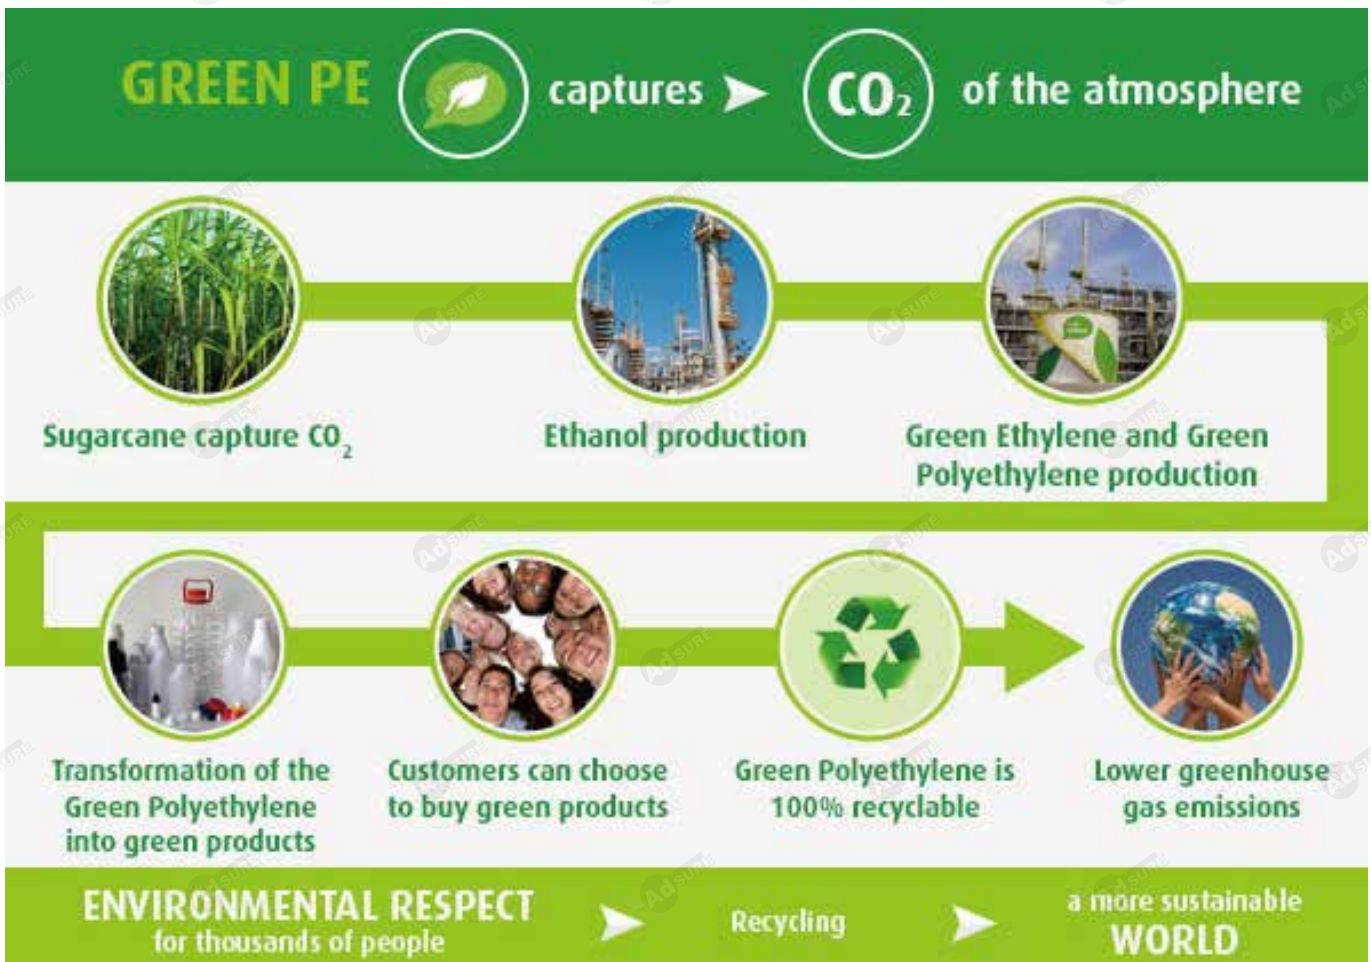 GREEN PE captures CO₂ of the atmosphere
Sugarcane capture CO₂
Ethanol production
Green Ethylene and Green
Polyethylene production
Transformation of the
Green Polyethylene
into green products
Customers can choose
to buy green products
Green Polyethylene is
100% recyclable
Lower greenhouse
gas emissions
ENVIRONMENTAL RESPECT
for thousands of people
Recycling
a more sustainable
WORLD
Adsure